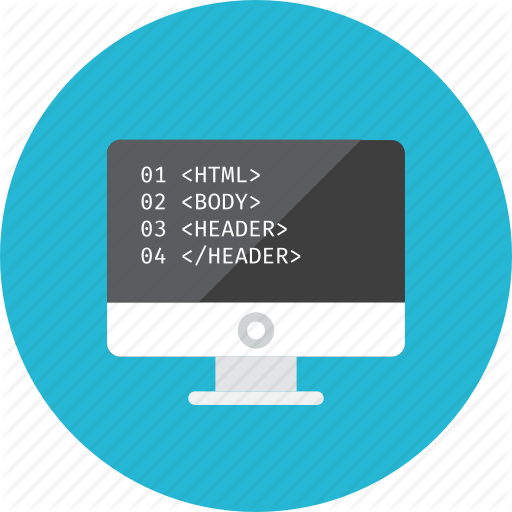 01 <HTML>
02 <BODY>
03 <HEADER>
04 </HEADER>